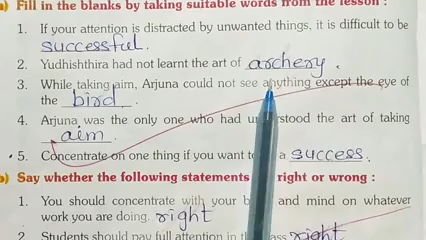 a) Fill in the blanks by taking suitable words from the lesson :
1. If your attention is distracted by unwanted things, it is difficult to be
successful.
2. Yudhishthira had not learnt the art of archery.
3. While taking aim, Arjuna could not see anything except the eye of
the bird
4. Arjuna was the only one who had understood the art of taking
aim.
5. Concentrate on one thing if you want to a success.
b) Say whether the following statements are right or wrong :
1. You should concentrate with your and mind on whatever
work you are doing. right
2. Students should pay full attention in the class right